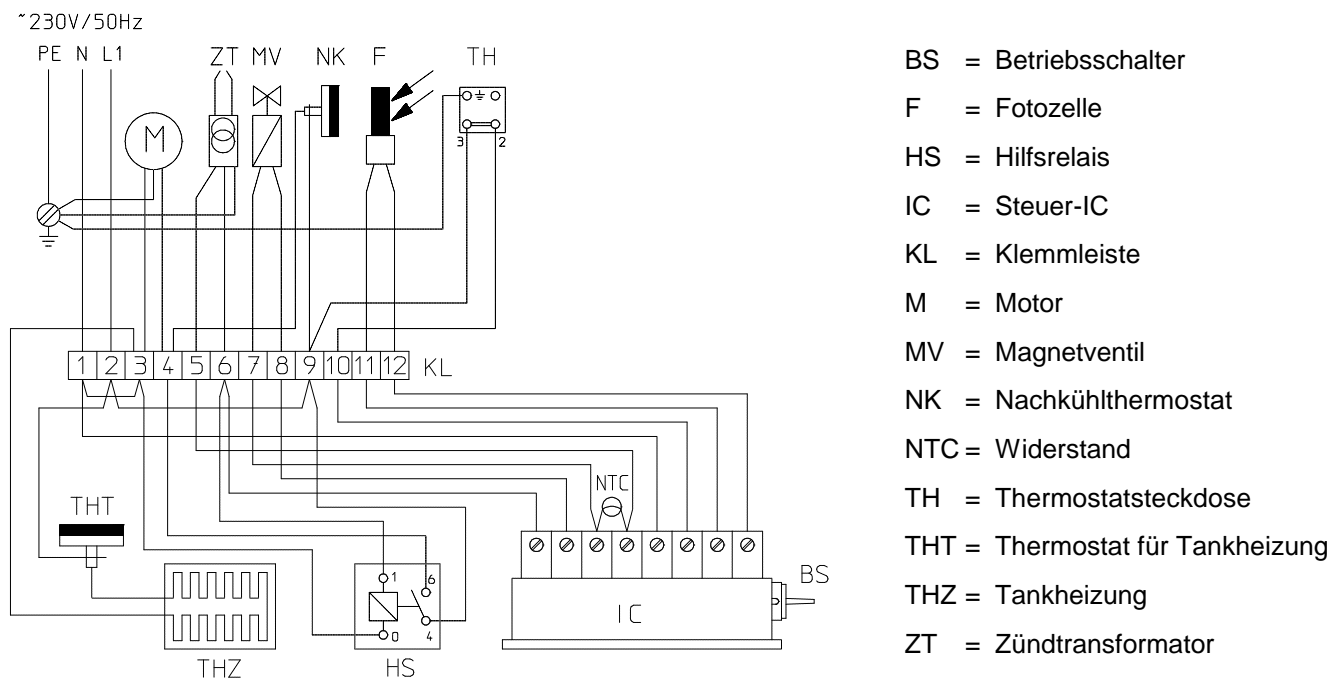 ~230V/50Hz
PE N L1
ZT MV NK F TH
M
3 2
1 2 3 4 5 6 7 8 9 10 11 12 KL
NTC
THT
1 6
0 4
IC
BS
THZ
HS
BS = Betriebsschalter
F = Fotozelle
HS = Hilfsrelais
IC = Steuer-IC
KL = Klemmleiste
M = Motor
MV = Magnetventil
NK = Nachkühlthermostat
NTC = Widerstand
TH = Thermostatsteckdose
THT = Thermostat für Tankheizung
THZ = Tankheizung
ZT = Zündtransformator